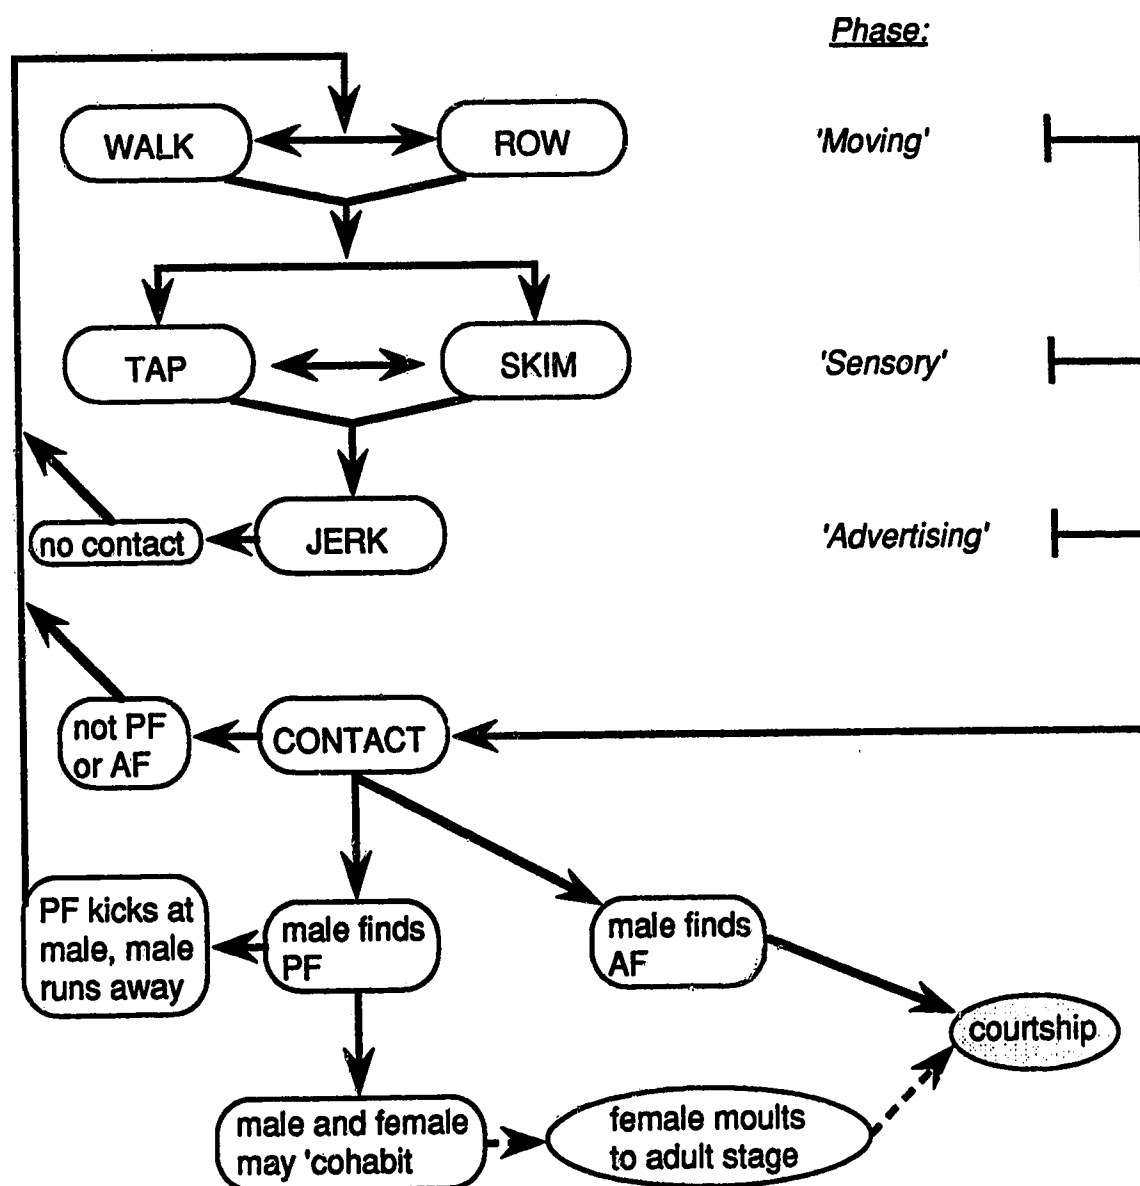 Phase:
WALK
ROW
'Moving'
TAP
SKIM
'Sensory'
no contact
JERK
'Advertising'
not PF
or AF
CONTACT
PF kicks at
male, male
runs away
male finds
PF
male finds
AF
courtship
male and female
may 'cohabit
female moults
to adult stage